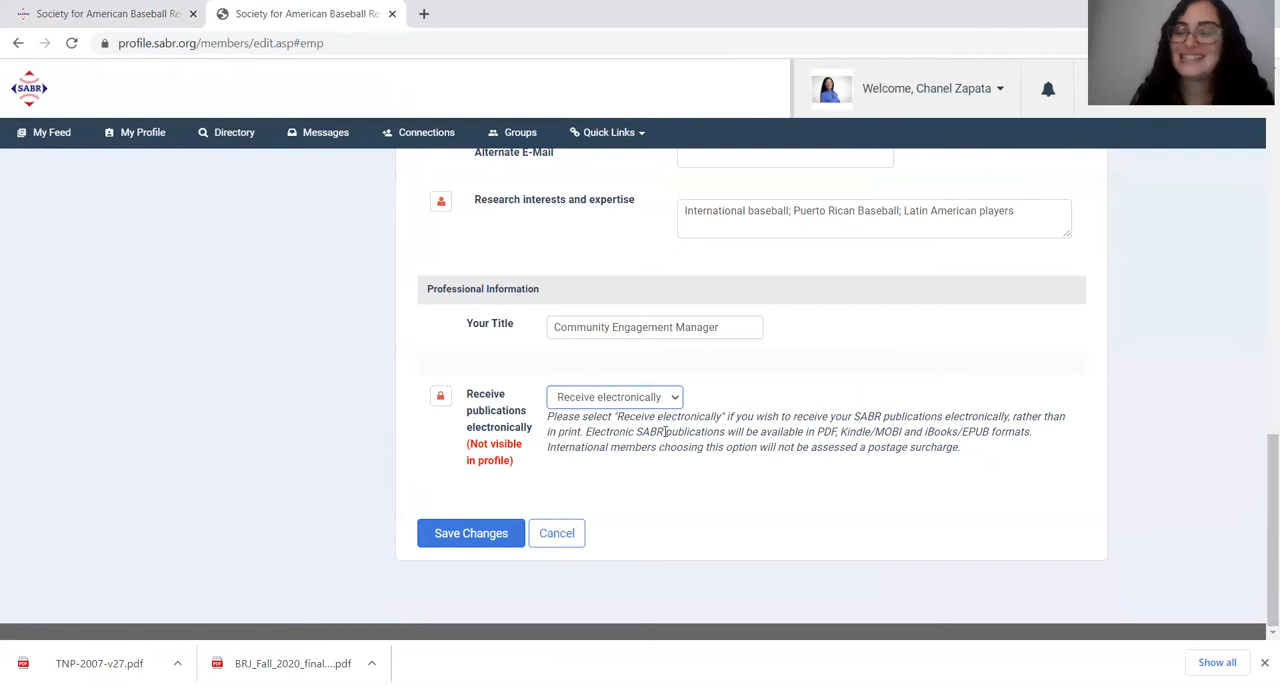 Society for American Baseball Re
Society for American Baseball Re
profile.sabr.org/members/edit.asp#emp
SABR
Welcome, Chanel Zapata
My Feed
My Profile
Directory
Messages
Connections
Groups
Quick Links
Alternate E-Mail
Research interests and expertise
International baseball; Puerto Rican Baseball; Latin American players
Professional Information
Your Title
Community Engagement Manager
Receive
publications
electronically
(Not visible
in profile)
Receive electronically
Please select "Receive electronically" if you wish to receive your SABR publications electronically, rather than
in print. Electronic SABR publications will be available in PDF, Kindle/MOBI and iBooks/EPUB formats.
International members choosing this option will not be assessed a postage surcharge.
Save Changes
Cancel
TNP-2007-v27.pdf
BRJ_Fall_2020_final....pdf
Show all